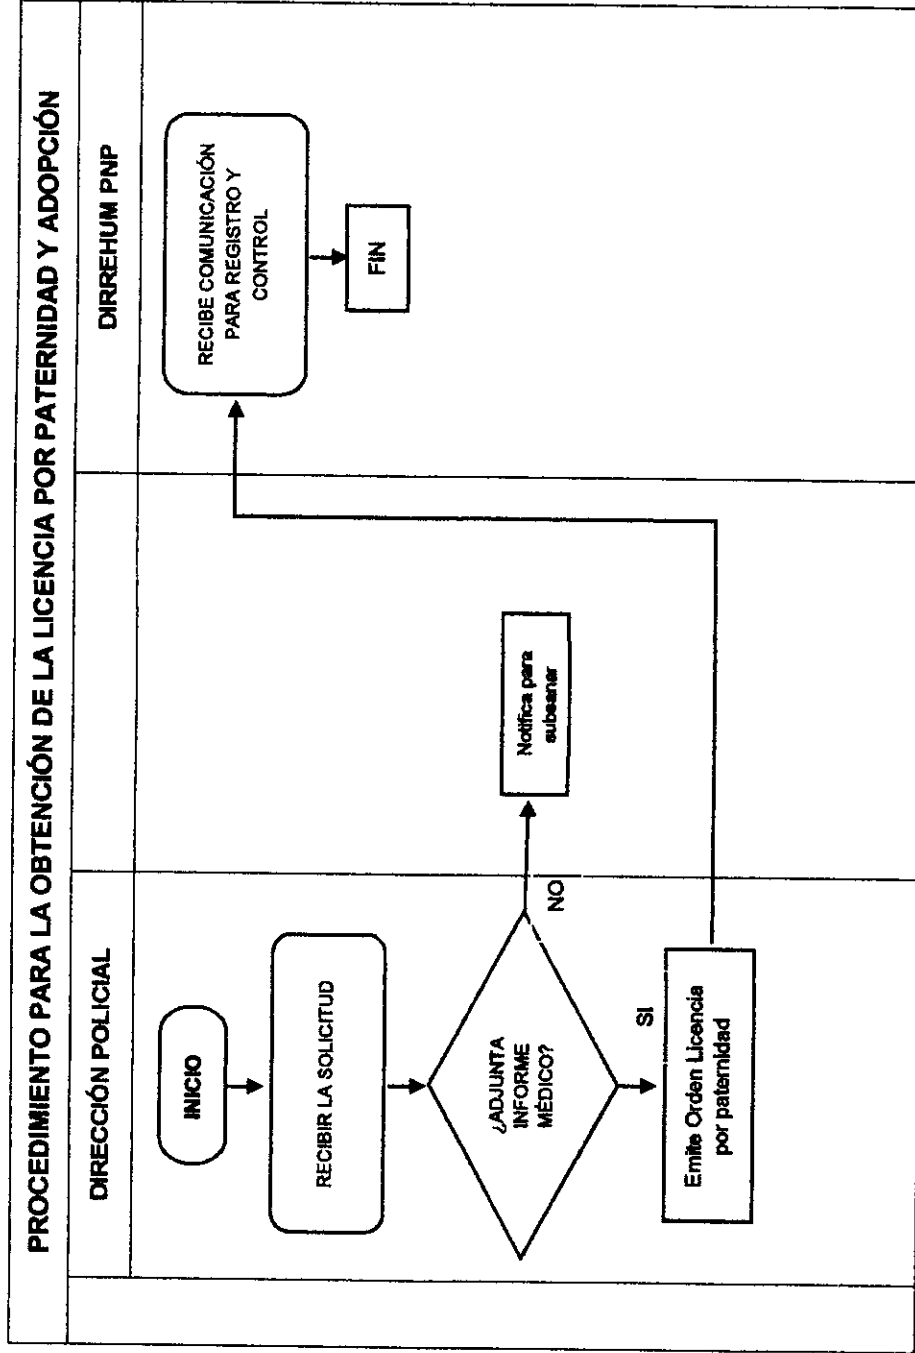 PROCEDIMIENTO PARA LA OBTENCIÓN DE LA LICENCIA POR PATERNIDAD Y ADOPCIÓN
DIRECCIÓN POLICIAL
DIRREHUM PNP
INICIO
RECIBIR LA SOLICITUD
¿ADJUNTA
INFORME
MÉDICO?
NO
Notifica para
subsanar
SI
Emite Orden Licencia
por paternidad
RECIBE COMUNICACIÓN
PARA REGISTRO Y
CONTROL
FIN